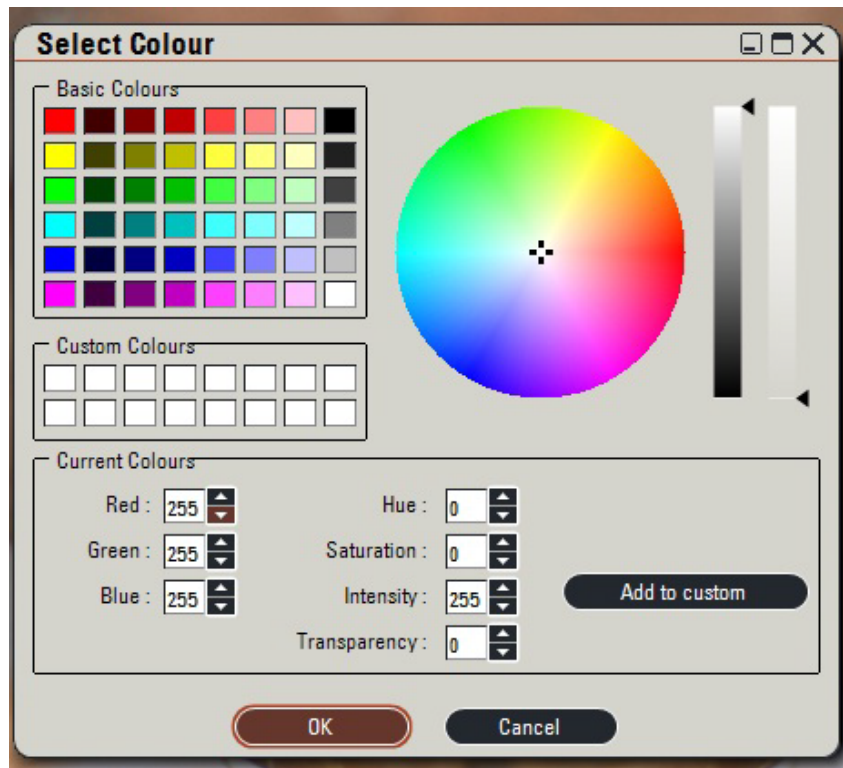 Select Colour
Basic Colours
Custom Colours
Current Colours
Red : 255 Hue : 0
Green : 255 Saturation : 0
Blue : 255 Intensity : 255 Add to custom
Transparency : 0
OK Cancel